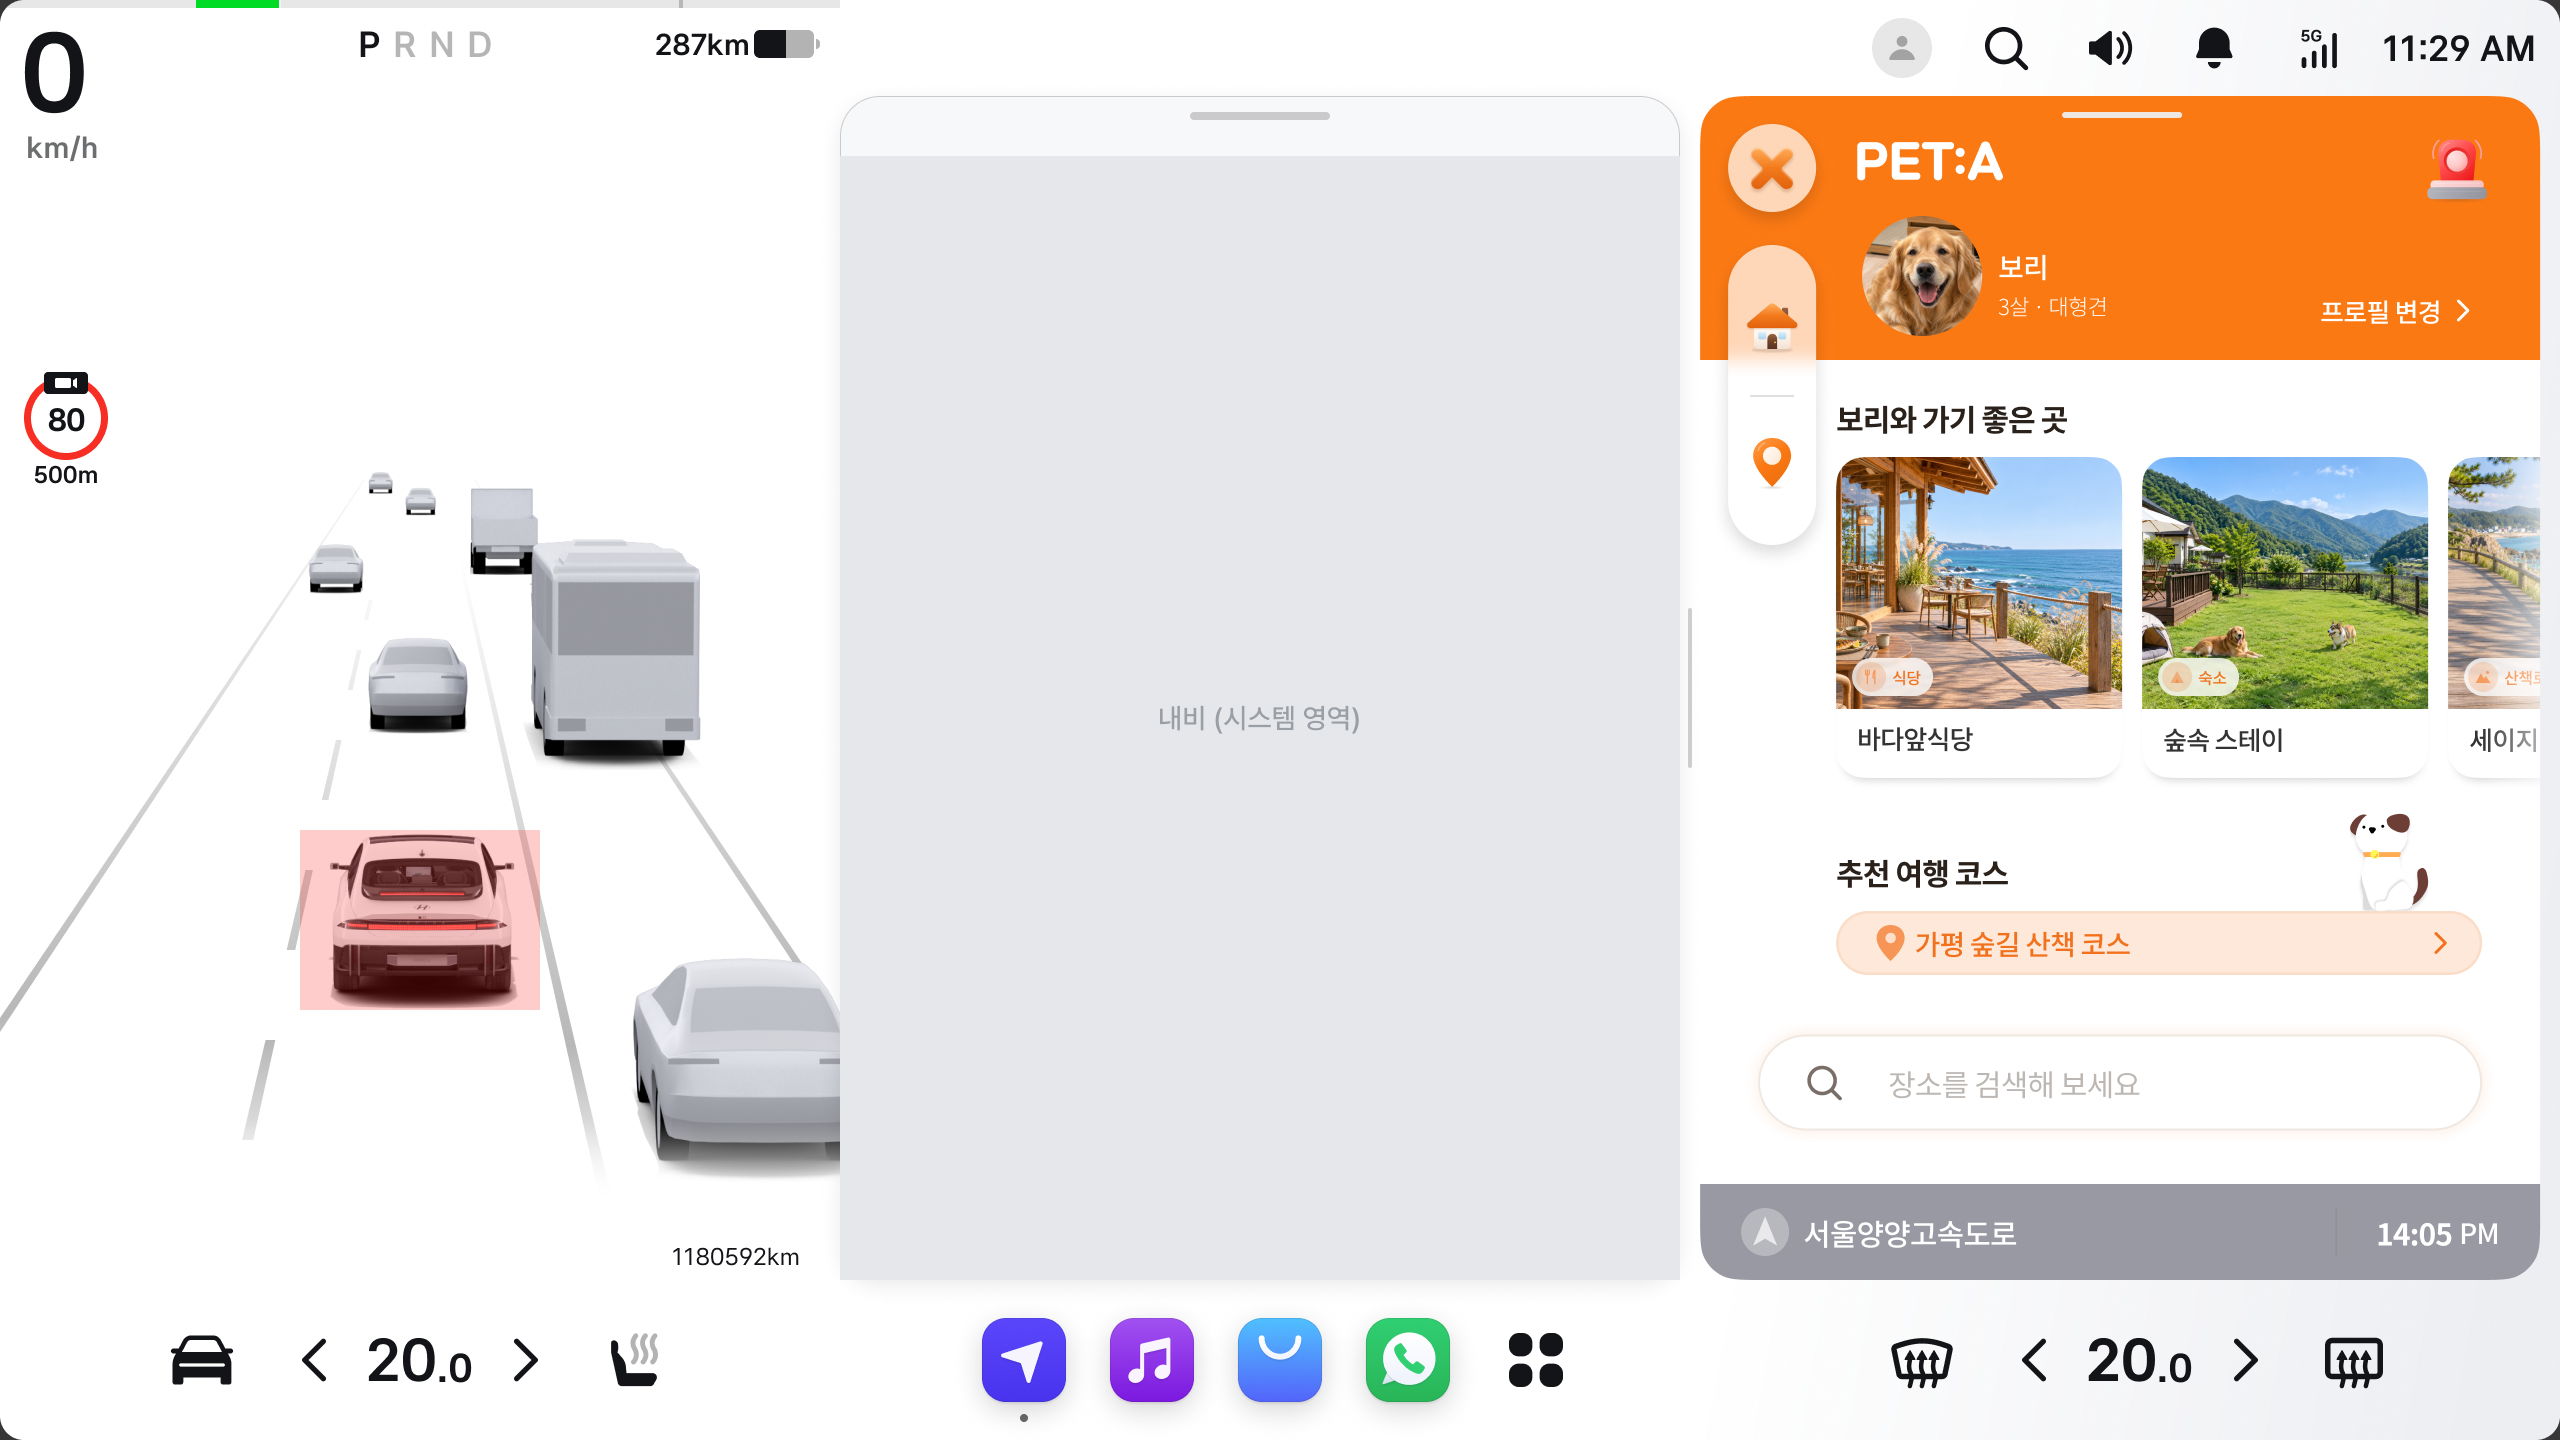 0
km/h
P R N D
287km
80
500m
1180592km
20.0
내비 (시스템 영역)
5G
11:29 AM
PET:A
보리
3살 · 대형견
프로필 변경
보리와 가기 좋은 곳
식당
바다앞식당
숙소
숲속 스테이
산책로
세이지
추천 여행 코스
가평 숲길 산책 코스
장소를 검색해 보세요
서울양양고속도로
14:05 PM
20.0